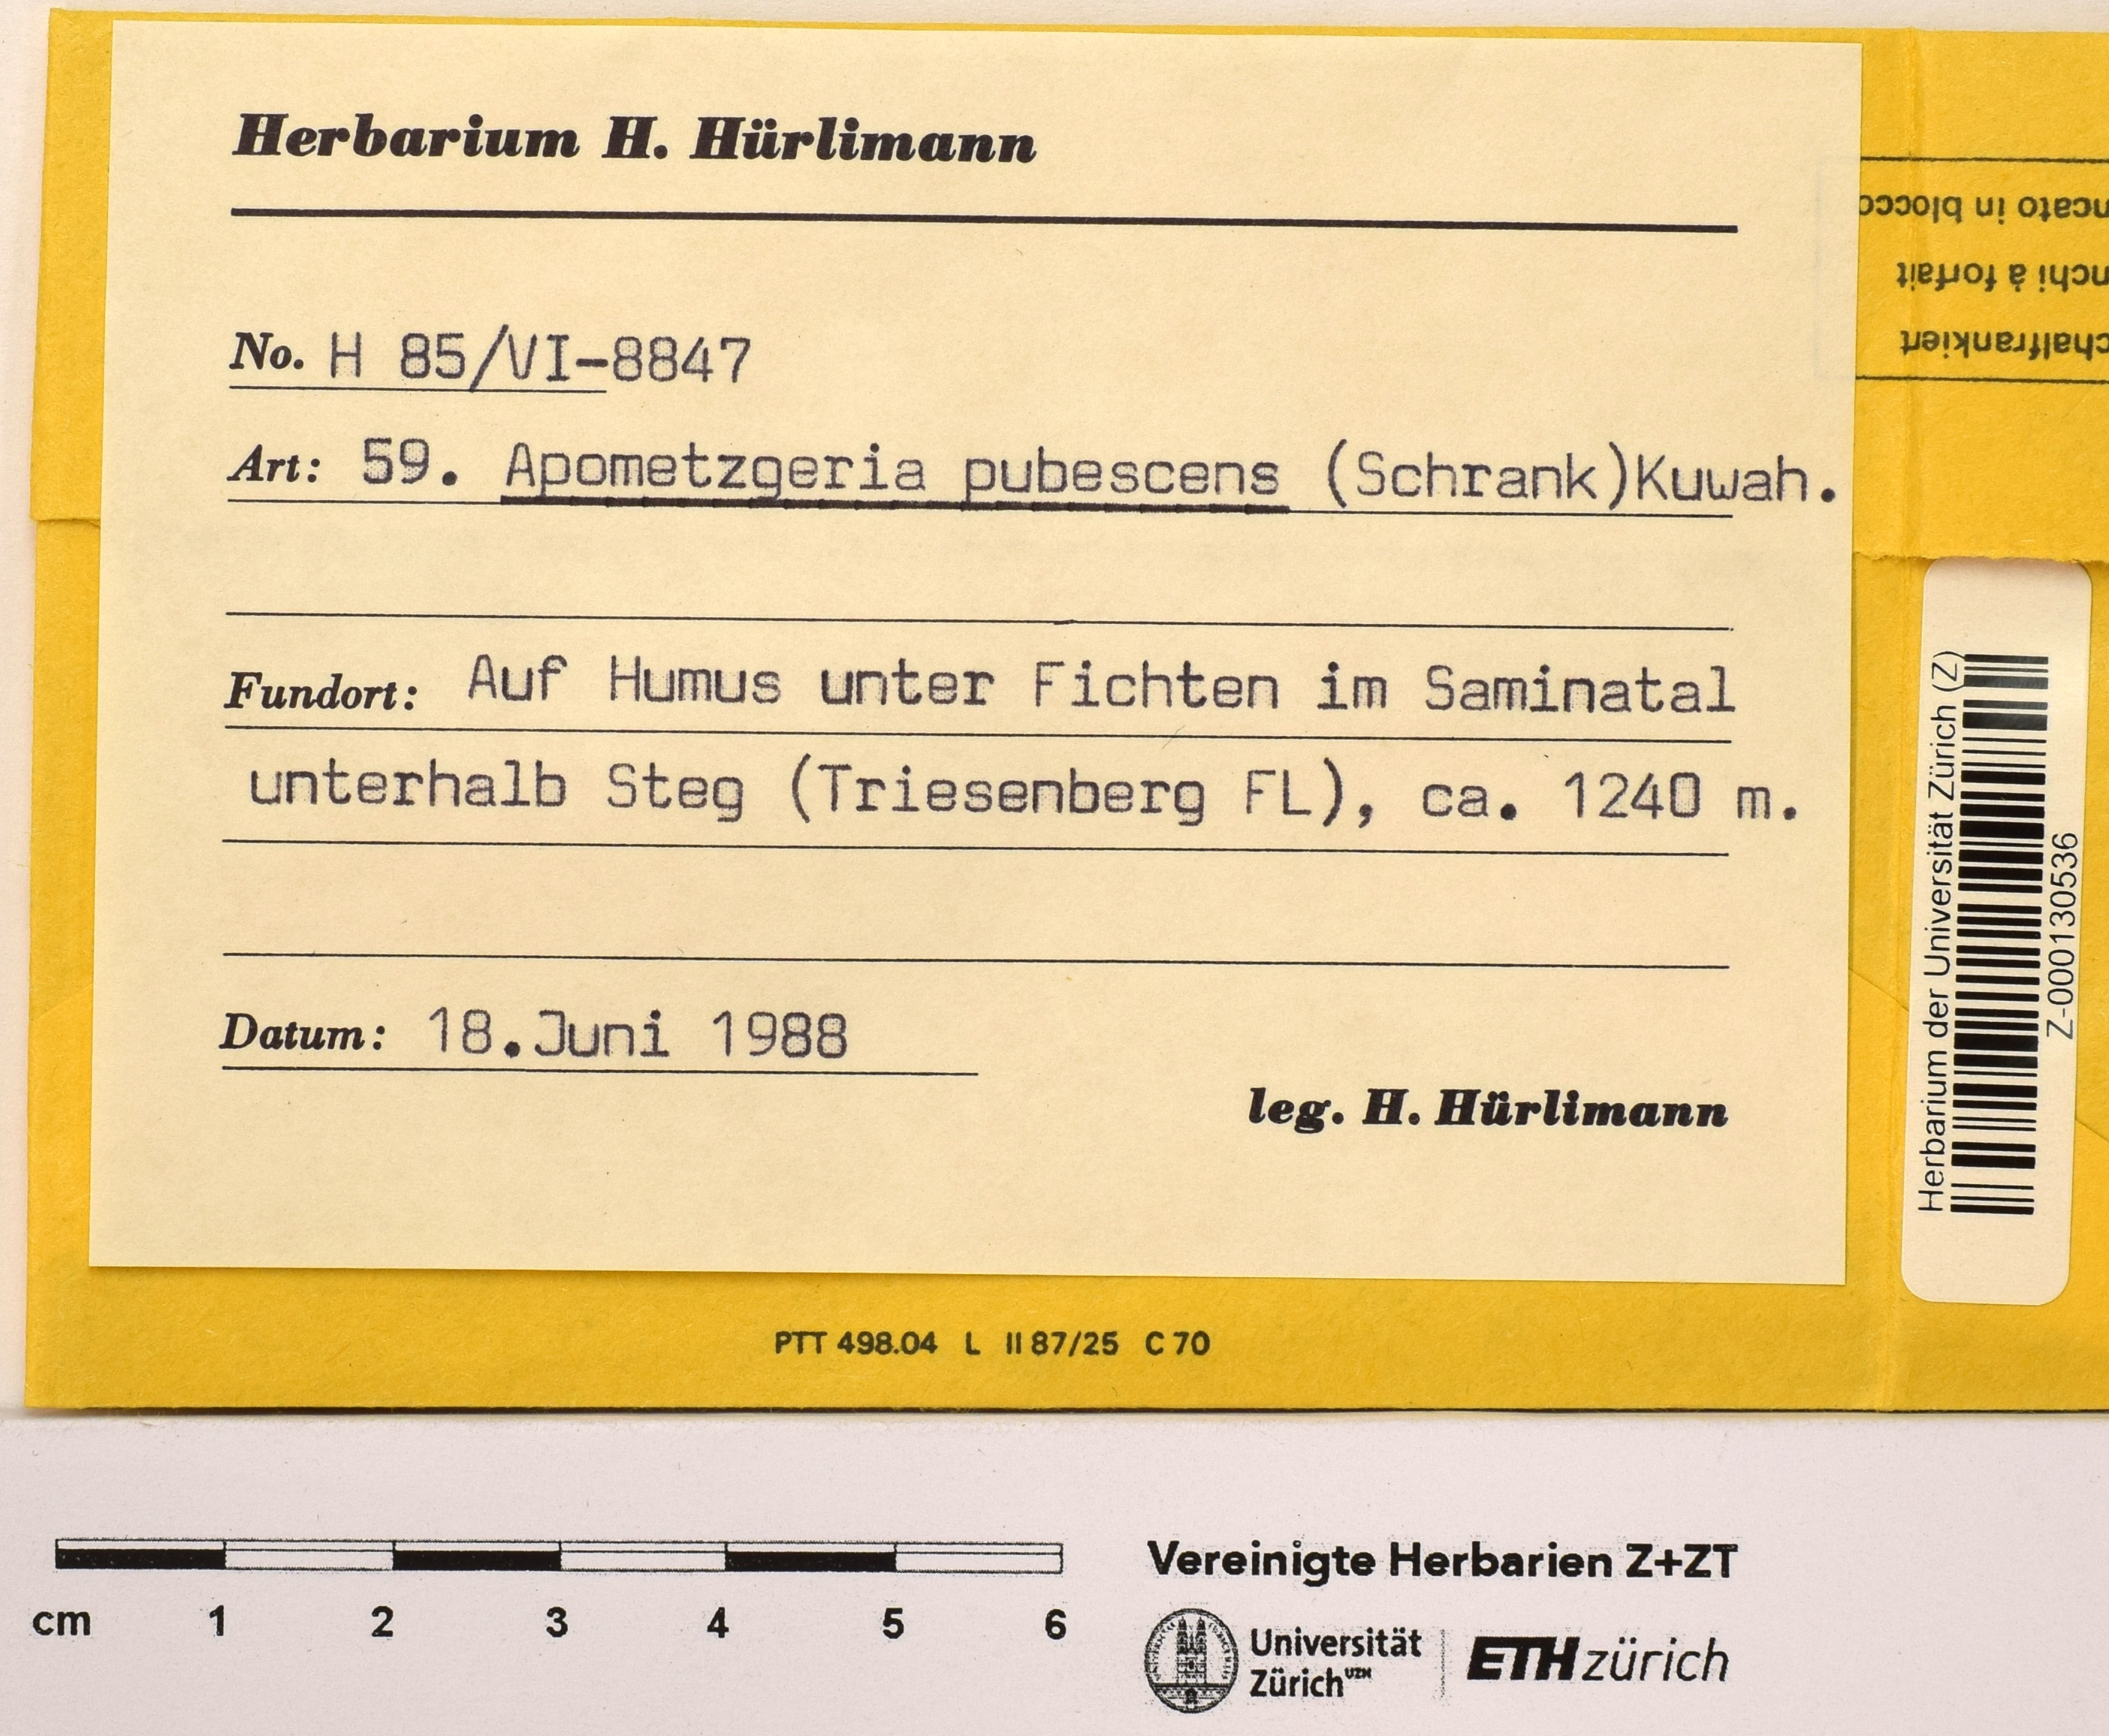 Herbarium H. Hürlimann
No. H 85/VI-8847
Art: 59. Apometzgeria pubescens (Schrank)Kuwah.
Fundort: Auf Humus unter Fichten im Saminatal
unterhalb Steg (Triesenberg FL), ca. 1240 m.
Datum: 18.Juni 1988
leg. H. Hürlimann
ncato in blocco
nchi à forfait
chalfrankiert
Herbarium der Universität Zürich (Z)
Z-000130536
PTT 498.04 L II 87/25 C 70
cm 1 2 3 4 5 6
Vereinigte Herbarien Z+ZT
Universität
Zürich UZH
ETH zürich